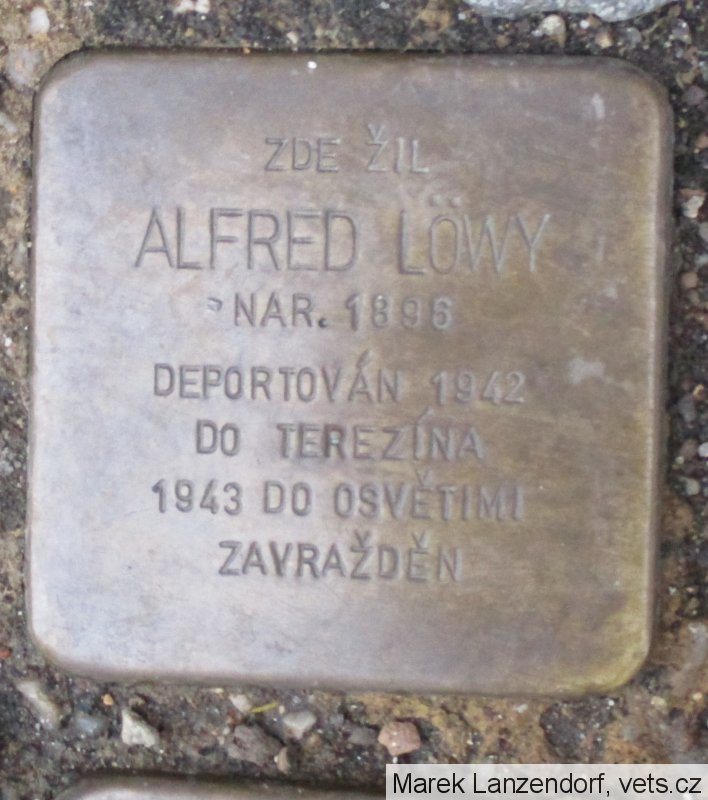 ZDE ŽIL
ALFRED LÖWY
NAR. 1896
DEPORTOVÁN 1942
DO TEREZÍNA
1943 DO OSVĚTIMI
ZAVRAŽDĚN
Marek Lanzendorf, vets.cz